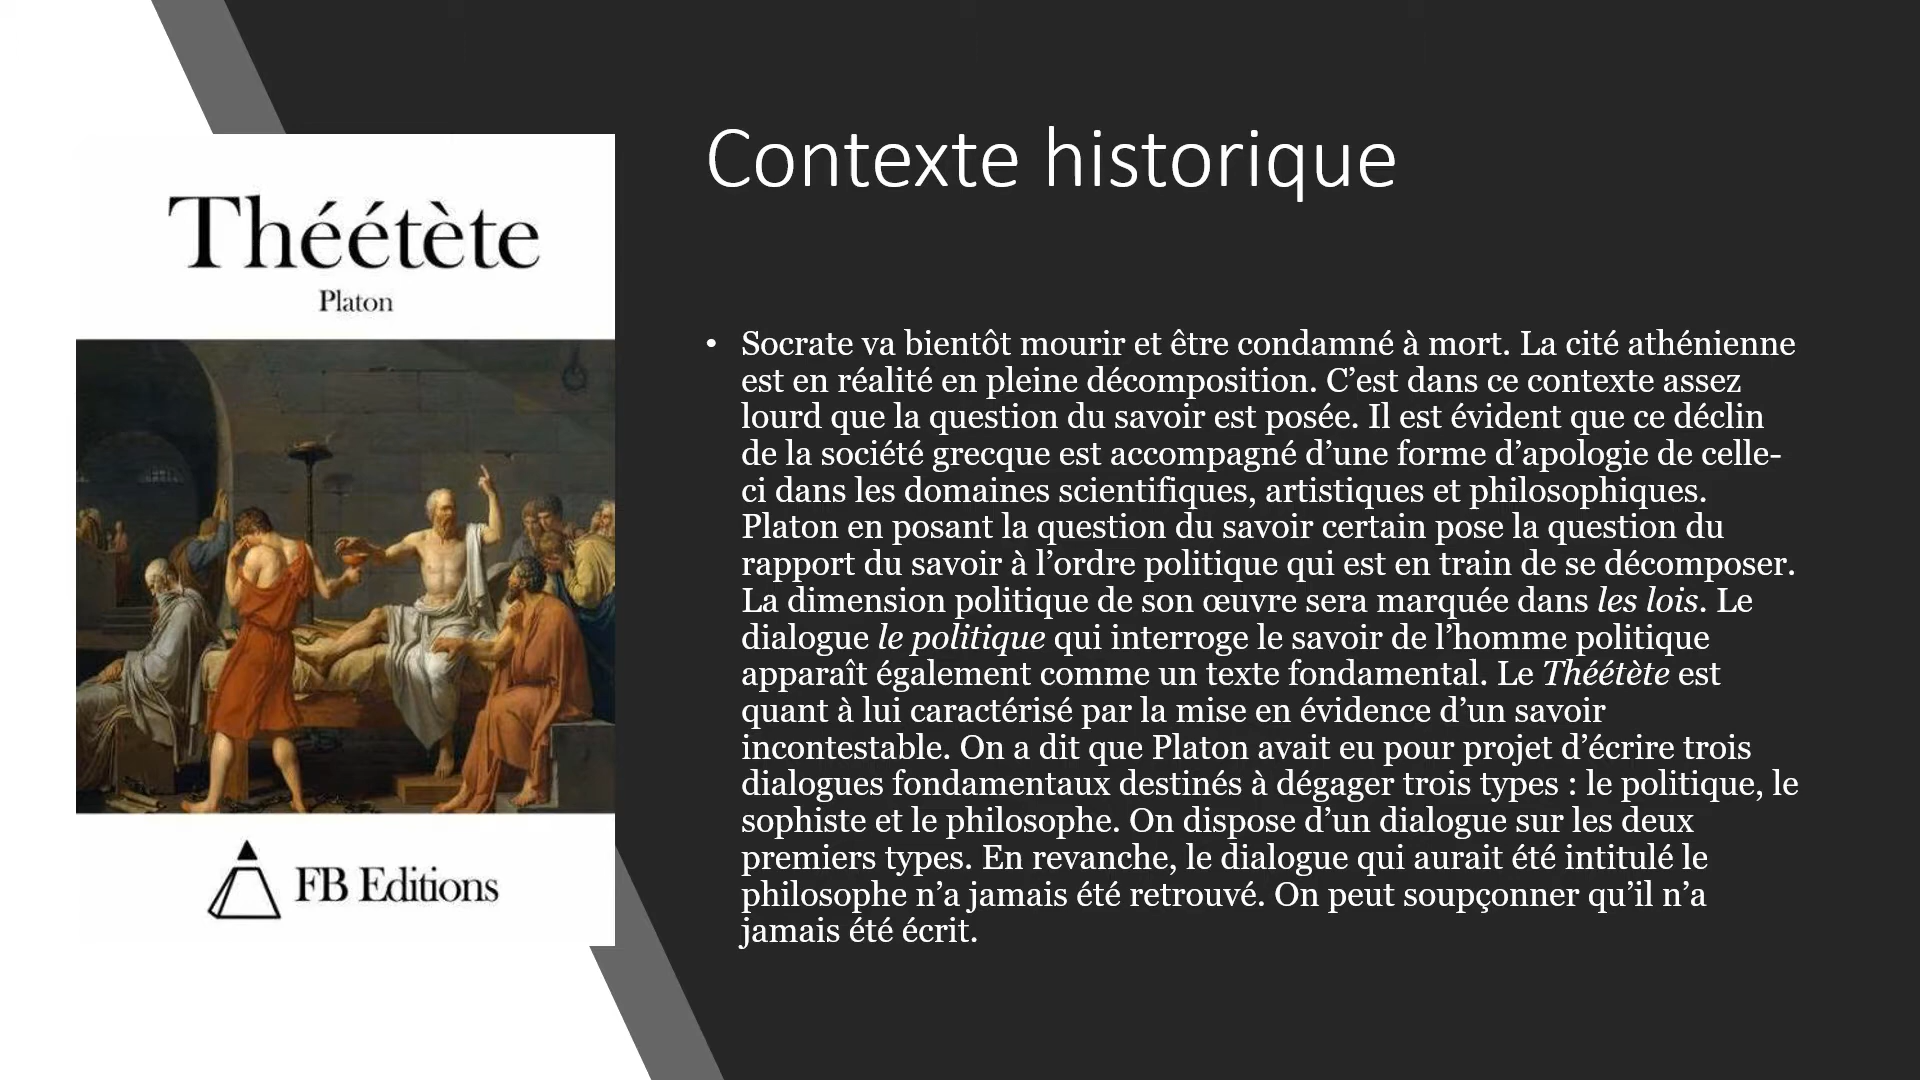 Théétète
Platon
FB Editions
Contexte historique
• Socrate va bientôt mourir et être condamné à mort. La cité athénienne
est en réalité en pleine décomposition. C’est dans ce contexte assez
lourd que la question du savoir est posée. Il est évident que ce déclin
de la société grecque est accompagné d’une forme d’apologie de celle-
ci dans les domaines scientifiques, artistiques et philosophiques.
Platon en posant la question du savoir certain pose la question du
rapport du savoir à l’ordre politique qui est en train de se décomposer.
La dimension politique de son œuvre sera marquée dans les lois. Le
dialogue le politique qui interroge le savoir de l’homme politique
apparaît également comme un texte fondamental. Le Théétète est
quant à lui caractérisé par la mise en évidence d’un savoir
incontestable. On a dit que Platon avait eu pour projet d’écrire trois
dialogues fondamentaux destinés à dégager trois types : le politique, le
sophiste et le philosophe. On dispose d’un dialogue sur les deux
premiers types. En revanche, le dialogue qui aurait été intitulé le
philosophe n’a jamais été retrouvé. On peut soupçonner qu’il n’a
jamais été écrit.